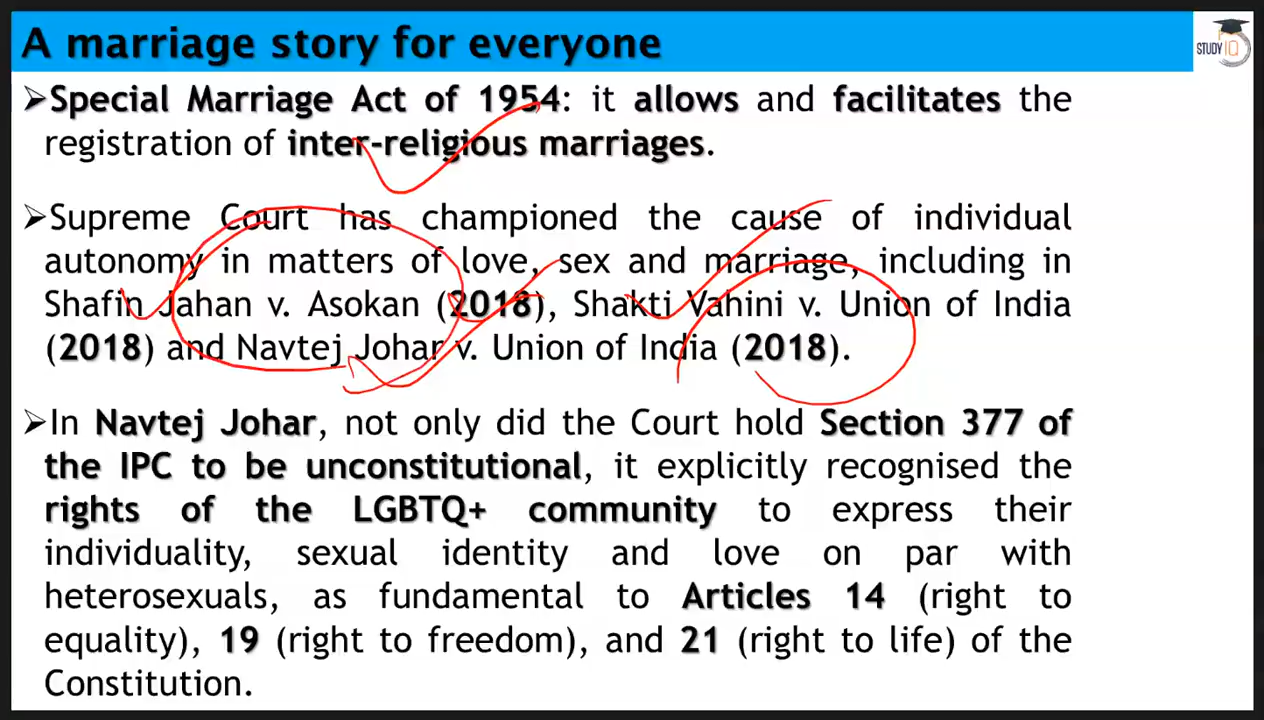 A marriage story for everyone
STUDY IQ
➢Special Marriage Act of 1954: it allows and facilitates the
registration of inter-religious marriages.
➢Supreme Court has championed the cause of individual
autonomy in matters of love, sex and marriage, including in
Shafin Jahan v. Asokan (2018), Shakti Vahini v. Union of India
(2018) and Navtej Johar v. Union of India (2018).
➢In Navtej Johar, not only did the Court hold Section 377 of
the IPC to be unconstitutional, it explicitly recognised the
rights of the LGBTQ+ community to express their
individuality, sexual identity and love on par with
heterosexuals, as fundamental to Articles 14 (right to
equality), 19 (right to freedom), and 21 (right to life) of the
Constitution.